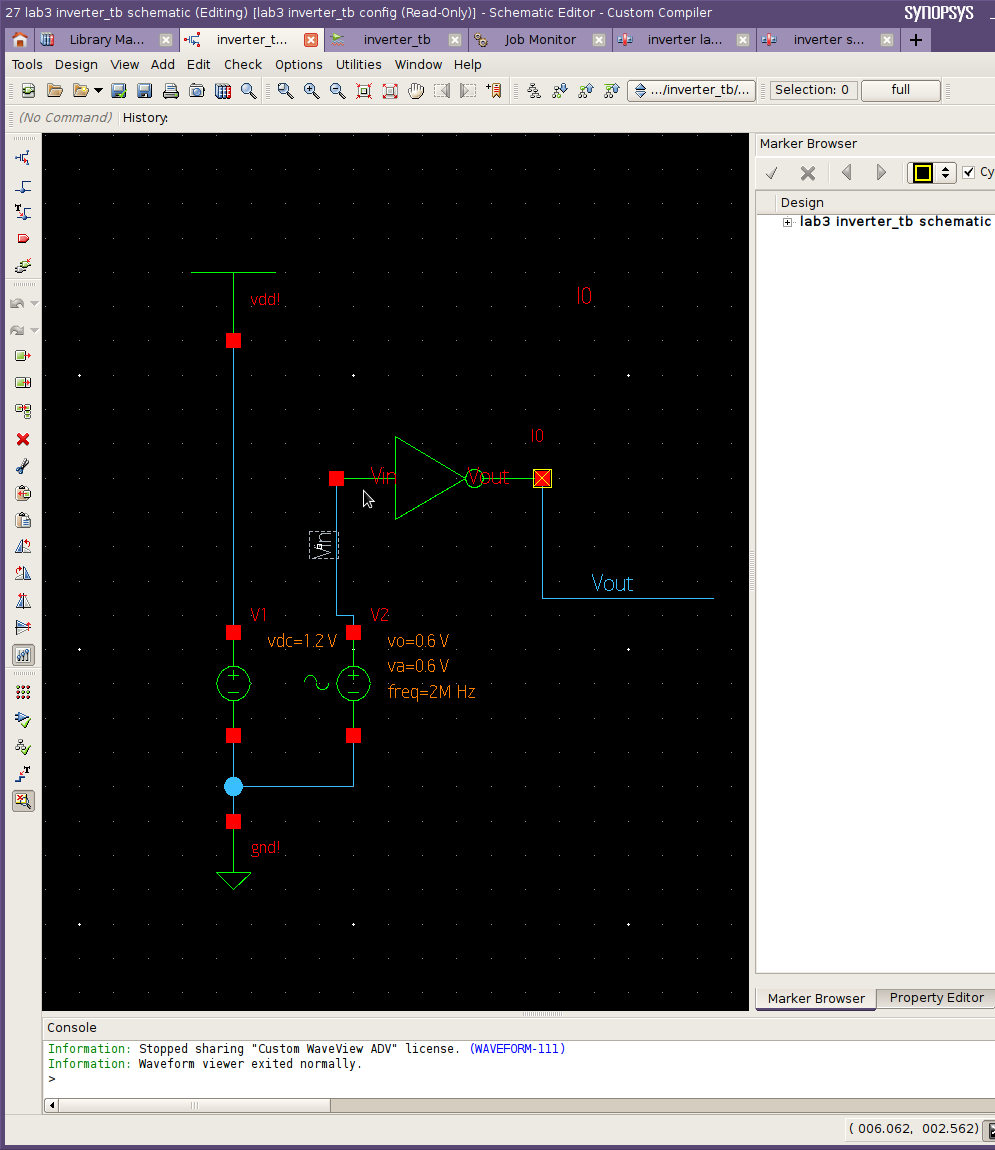 27 lab3 inverter_tb schematic (Editing) [lab3 inverter_tb config (Read-Only)] - Schematic Editor - Custom Compiler
SYNOPSYS
Library Ma...
inverter_t...
inverter_tb
Job Monitor
inverter la...
inverter s...
Tools Design View Add Edit Check Options Utilities Window Help
.../inverter_tb/...
Selection: 0
full
(No Command) History:
Marker Browser
Cy
Design
lab3 inverter_tb schematic
vdd!
I0
I0
Vin
Vout
Vin
Vout
V1
V2
vdc=1.2 V
vo=0.6 V
va=0.6 V
freq=2M Hz
gnd!
Marker Browser
Property Editor
Console
Information: Stopped sharing "Custom WaveView ADV" license. (WAVEFORM-111)
Information: Waveform viewer exited normally.
>
( 006.062, 002.562)